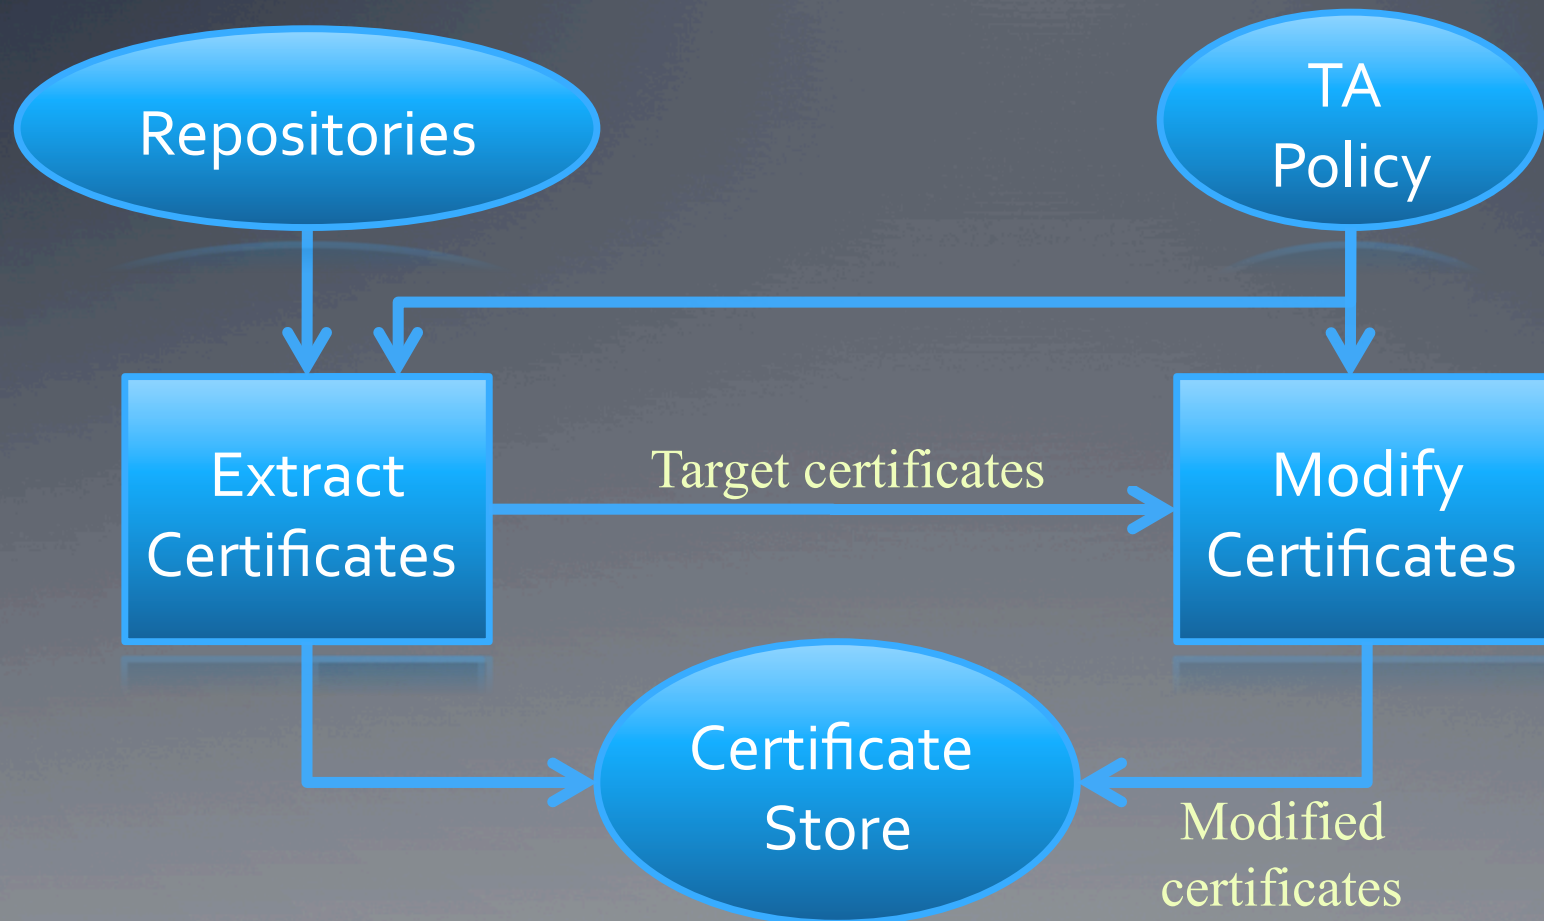 Repositories
TA
Policy
Extract
Certificates
Target certificates
Modify
Certificates
Certificate
Store
Modified
certificates